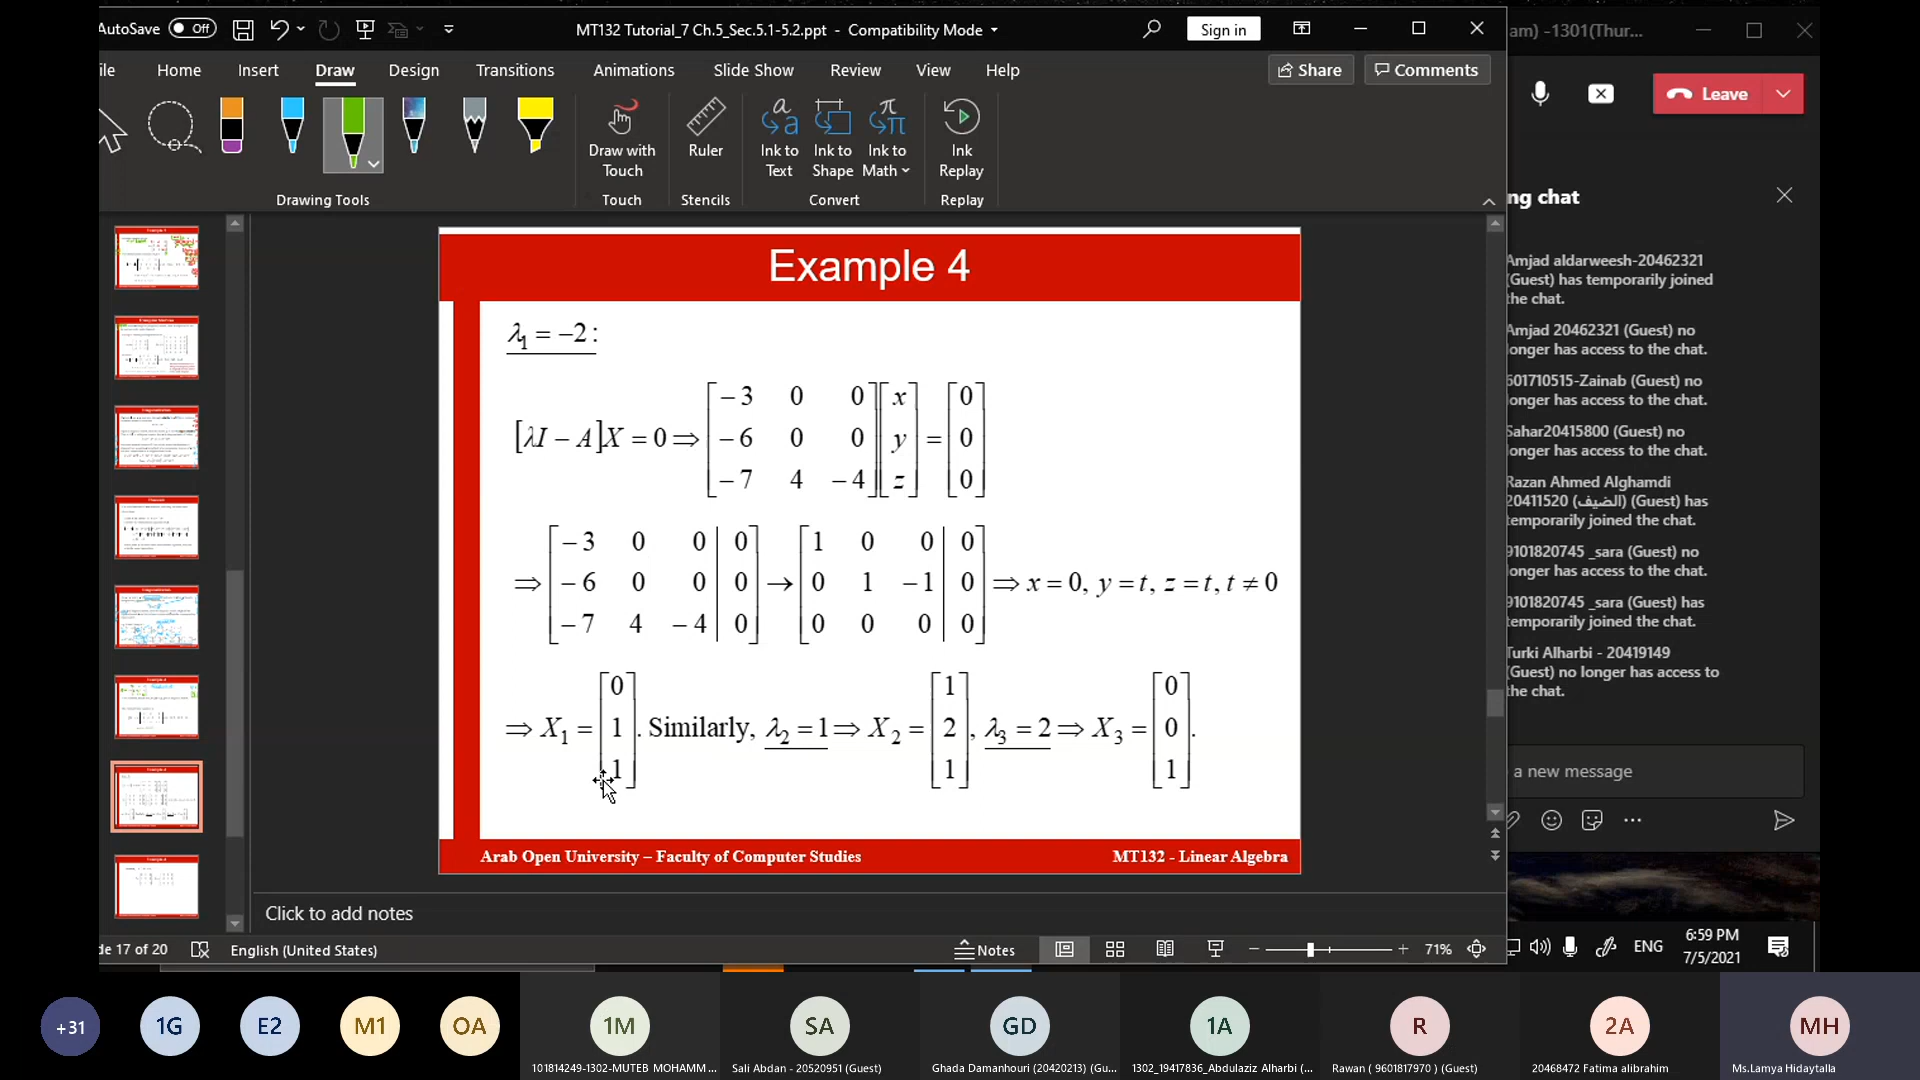 AutoSave Off MT132 Tutorial_7 Ch.5_Sec.5.1-5.2.ppt - Compatibility Mode Sign in
ile Home Insert Draw Design Transitions Animations Slide Show Review View Help Share Comments
Draw with Touch
Ruler
Ink to Text
Ink to Shape
Ink to Math
Ink Replay
Drawing Tools Touch Stencils Convert Replay
Example 4
λ₁ = −2:
[λI − A]X = 0 ⇒ [−3 0 0; −6 0 0; −7 4 −4][x; y; z] = [0; 0; 0]
⇒ [−3 0 0 | 0; −6 0 0 | 0; −7 4 −4 | 0] → [1 0 0 | 0; 0 1 −1 | 0; 0 0 0 | 0] ⇒ x = 0, y = t, z = t, t ≠ 0
⇒ X₁ = [0; 1; 1]. Similarly, λ₂ = 1 ⇒ X₂ = [1; 2; 1], λ₃ = 2 ⇒ X₃ = [0; 0; 1].
Arab Open University – Faculty of Computer Studies MT132 - Linear Algebra
Click to add notes
de 17 of 20 English (United States) Notes 71%
am) -1301(Thur...
Leave
ng chat
Amjad aldarweesh-20462321
(Guest) has temporarily joined
the chat.
Amjad 20462321 (Guest) no
longer has access to the chat.
601710515-Zainab (Guest) no
longer has access to the chat.
Sahar20415800 (Guest) no
longer has access to the chat.
Razan Ahmed Alghamdi
20411520 (الضيف) (Guest) has
temporarily joined the chat.
9101820745 _sara (Guest) no
longer has access to the chat.
9101820745 _sara (Guest) has
temporarily joined the chat.
Turki Alharbi - 20419149
(Guest) no longer has access to
the chat.
a new message
ENG 6:59 PM
7/5/2021
+31 1G E2 M1 OA 1M SA GD 1A R 2A MH
101814249-1302-MUTEB MOHAMM... Sali Abdan - 20520951 (Guest) Ghada Damanhouri (20420213) (Gu... 1302_19417836_Abdulaziz Alharbi (... Rawan ( 9601817970 ) (Guest) 20468472 Fatima alibrahim Ms.Lamya Hidaytalla